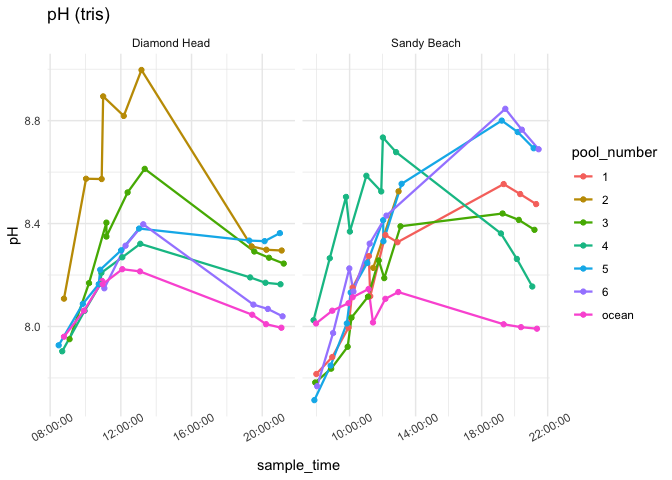 pH (tris)
Diamond Head
Sandy Beach
pH
8.8
8.4
8.0
08:00:00
12:00:00
16:00:00
20:00:00
10:00:00
14:00:00
18:00:00
22:00:00
sample_time
pool_number
1
2
3
4
5
6
ocean